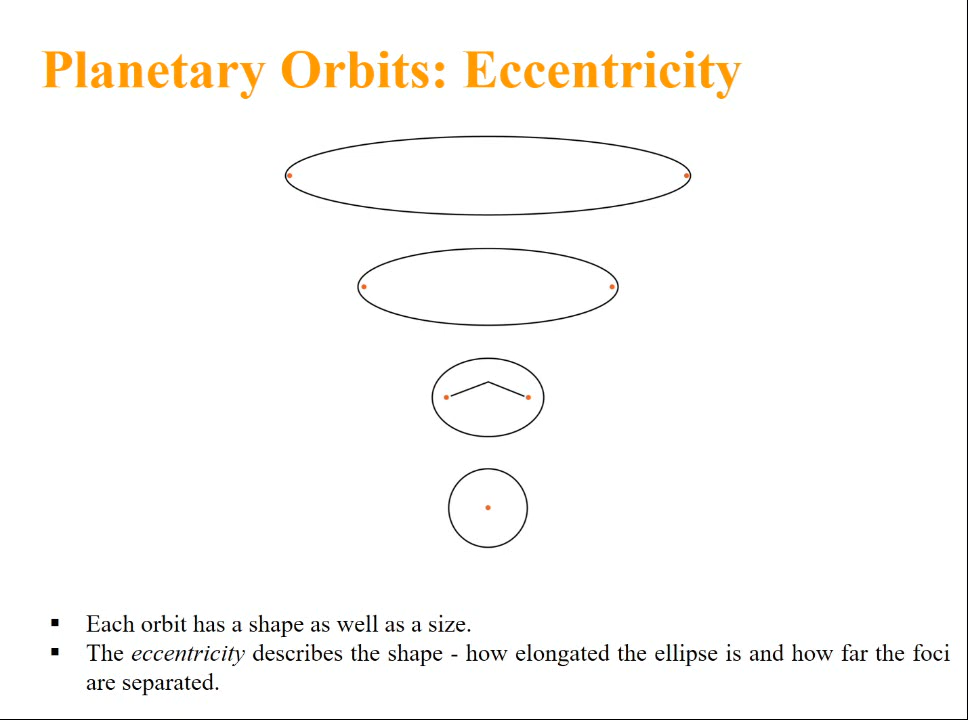 Planetary Orbits: Eccentricity
▪ Each orbit has a shape as well as a size.
▪ The eccentricity describes the shape - how elongated the ellipse is and how far the foci
are separated.